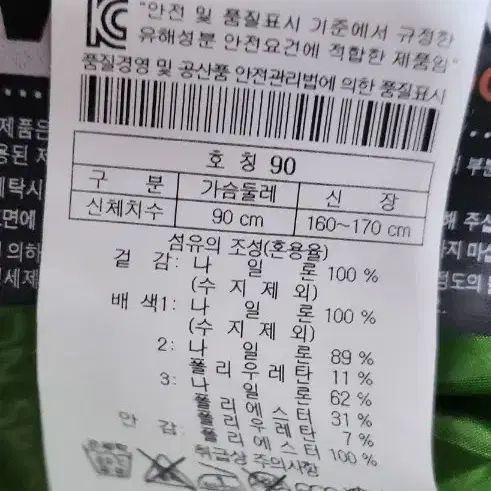 KC
"안전 및 품질표시 기준에서 규정한
유해성분 안전요건에 적합한 제품임"
품질경영 및 공산품 안전관리법에 의한 품질표시
호 칭 90
구 분 가슴둘레 신 장
신체치수 90 cm 160~170 cm
섬유의 조성(혼용율)
겉 감: 나 일 론 100 %
(수 지 제 외)
배 색1: 나 일 론 100 %
(수 지 제 외)
2: 나 일 론 89 %
폴 리 우 레 탄 11 %
3: 나 일 론 62 %
폴 리 에 스 터 31 %
폴 리 우 레 탄 7 %
안 감: 폴 리 에 스 터 100 %
취급상 주의사항
제품은